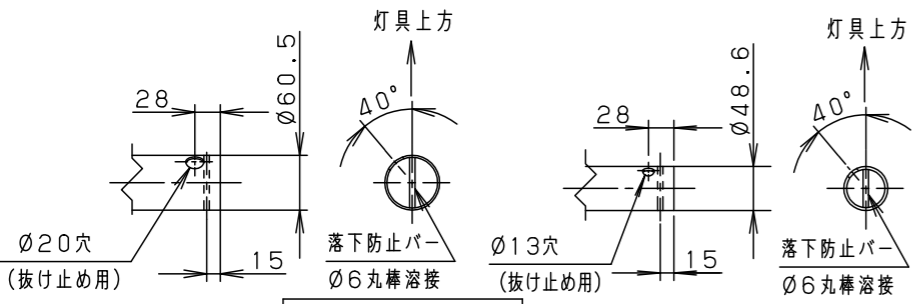 灯具上方
Ø60.5
28
40°
Ø20穴
(抜け止め用)
15
落下防止バー
Ø6丸棒溶接
灯具上方
Ø48.6
28
40°
Ø13穴
(抜け止め用)
15
落下防止バー
Ø6丸棒溶接